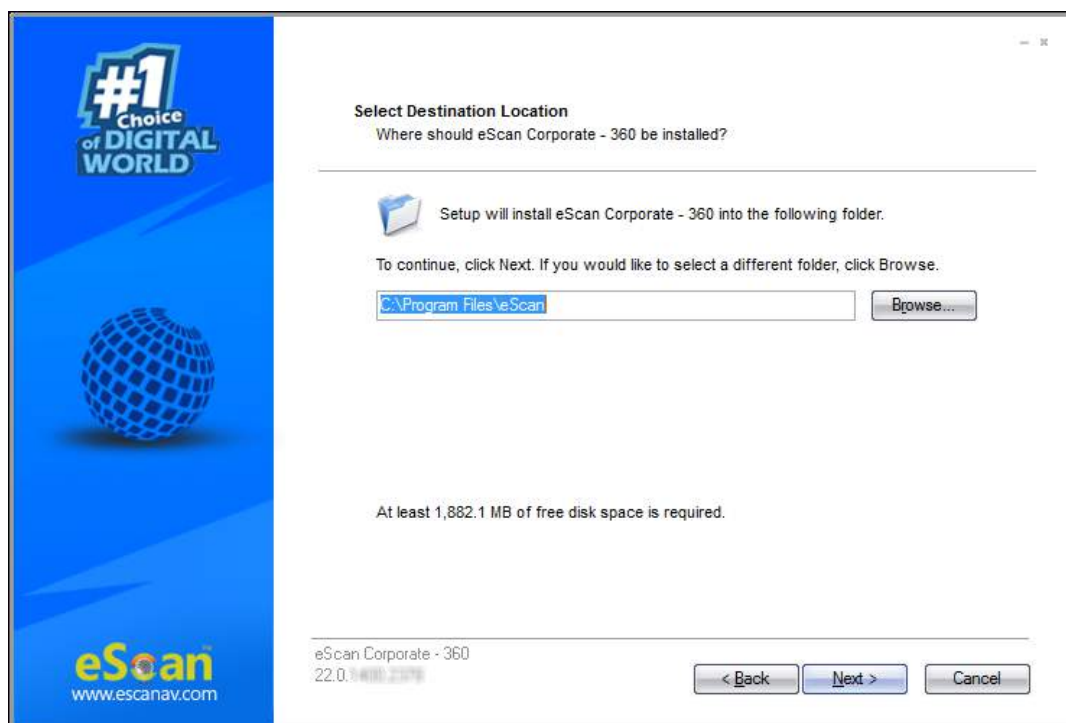 #1
Choice
of DIGITAL
WORLD
Select Destination Location
Where should eScan Corporate - 360 be installed?
Setup will install eScan Corporate - 360 into the following folder.
To continue, click Next. If you would like to select a different folder, click Browse.
C:\Program Files\eScan
Browse...
At least 1,882.1 MB of free disk space is required.
eScan
www.escanav.com
eScan Corporate - 360
22.0.
< Back
Next >
Cancel